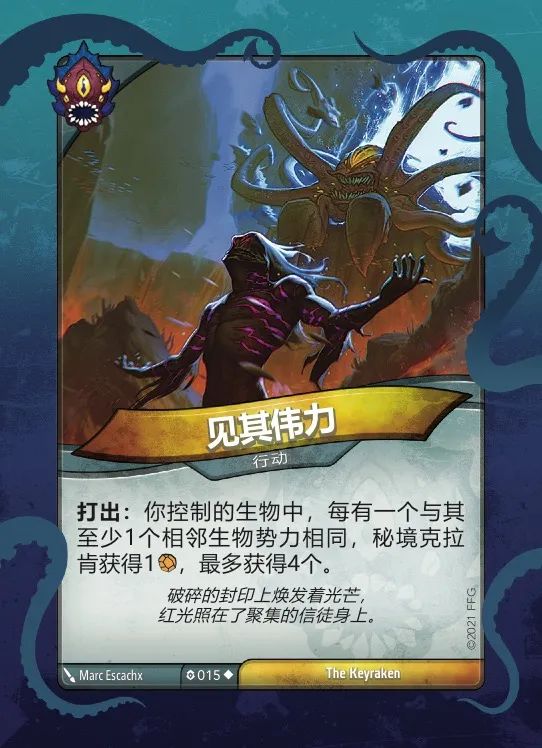 见其伟力
行动
打出：你控制的生物中，每有一个与其
至少1个相邻生物势力相同，秘境克拉
肯获得1，最多获得4个。
破碎的封印上焕发着光芒，
红光照在了聚集的信徒身上。
©2021 FFG
Marc Escachx
015
The Keyraken